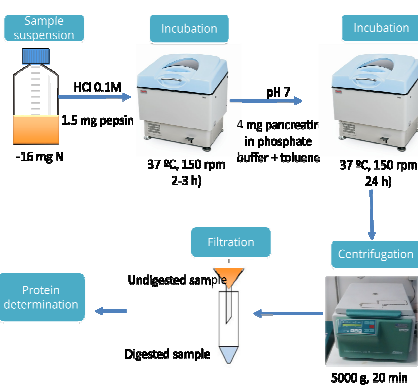 Sample
suspension
HCl 0.1M
1.5 mg pepsin
-16 mg N
Incubation
37 ºC, 150 rpm
2-3 h)
pH 7
4 mg pancreatin
in phosphate
buffer + toluene
Incubation
37 ºC, 150 rpm
24 h)
Centrifugation
5000 g, 20 min
Filtration
Undigested sample
Digested sample
Protein
determination